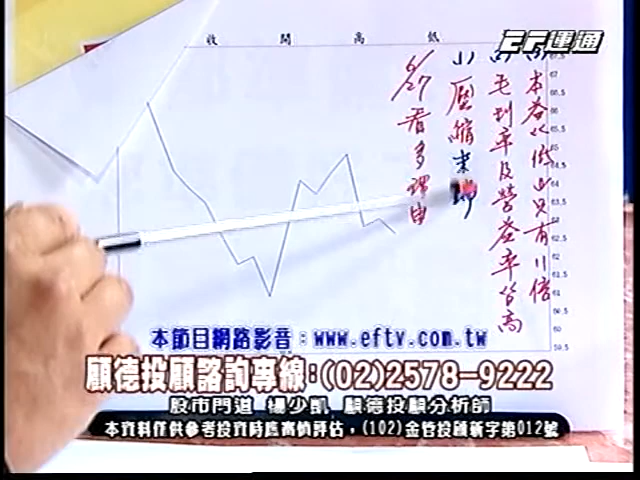 EF運通
收 開 高 低
6/27看多理由
(1)壓縮末端
(2)毛利率及營益率皆高
(3)本益比低只有11倍
本節目網路影音：www.eftv.com.tw
顧德投顧諮詢專線:(02)2578-9222
股市門道 楊少凱 顧德投顧分析師
本資料僅供參考投資時應審慎評估，(102)金管投顧新字第012號